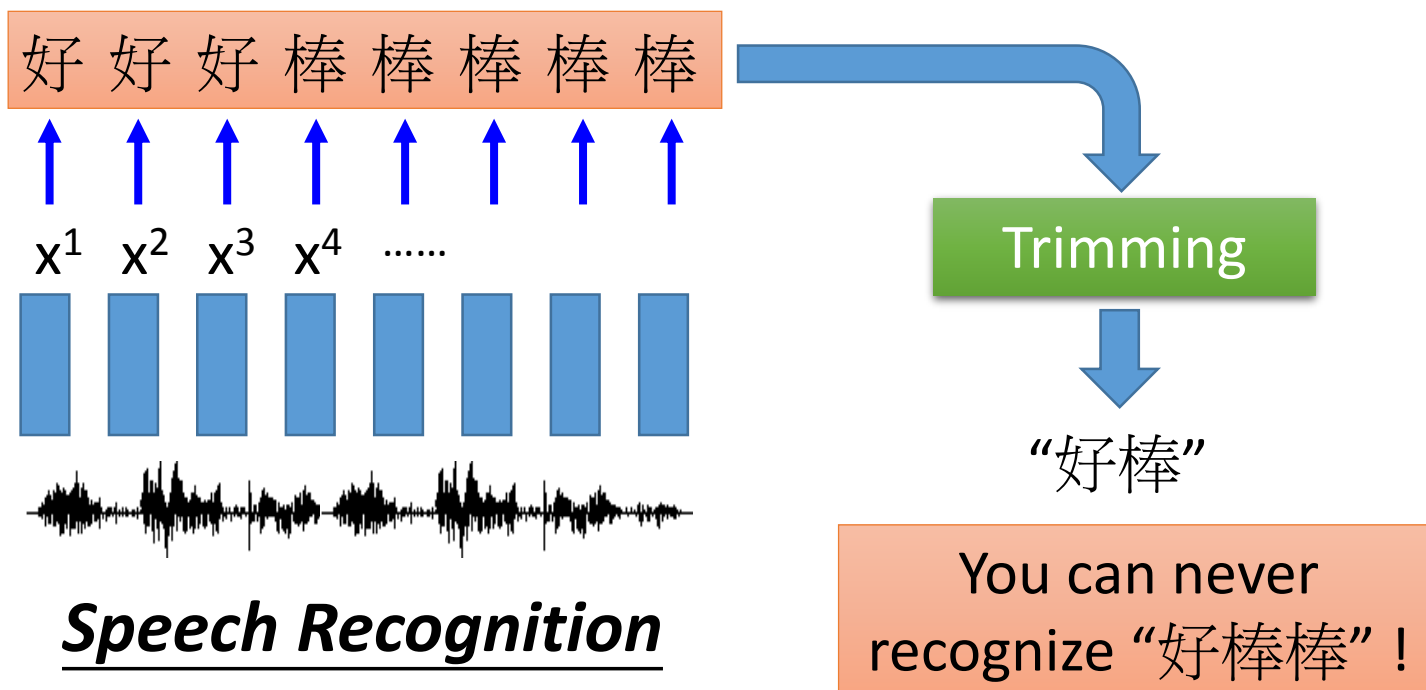 好 好 好 棒 棒 棒 棒 棒
x¹ x² x³ x⁴ ……
Speech Recognition
Trimming
“好棒”
You can never
recognize “好棒棒” !